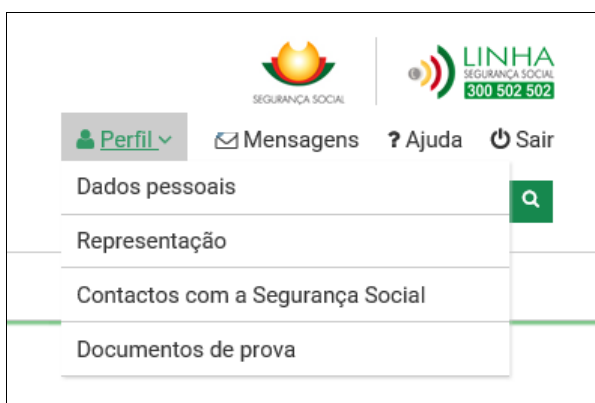 SEGURANÇA SOCIAL
LINHA
SEGURANÇA SOCIAL
300 502 502
Perfil
Mensagens
? Ajuda
Sair
Dados pessoais
Representação
Contactos com a Segurança Social
Documentos de prova